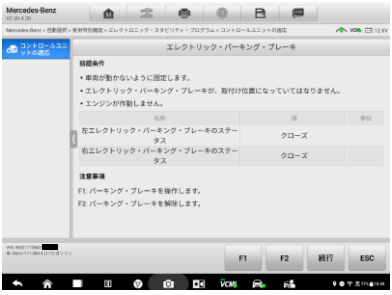 Mercedes-Benz
Mercedes-Benz > 自動選択 > 車両特別機能 > エレクトロニック・スタビリティ・プログラム > コントロールユニットの適応
VCMI
12.8V
コントロールユニットの適応
エレクトリック・パーキング・ブレーキ
前提条件
• 車両が動かないように固定します。
• エレクトリック・パーキング・ブレーキが、取付け位置になっていてはなりません。
• エンジンが作動しません。
名称 値 単位
左エレクトリック・パーキング・ブレーキのステータス クローズ
右エレクトリック・パーキング・ブレーキのステータス クローズ
注意事項
F1: パーキング・ブレーキを操作します。
F2: パーキング・ブレーキを解除します。
F1 F2 続行 ESC
VCMI